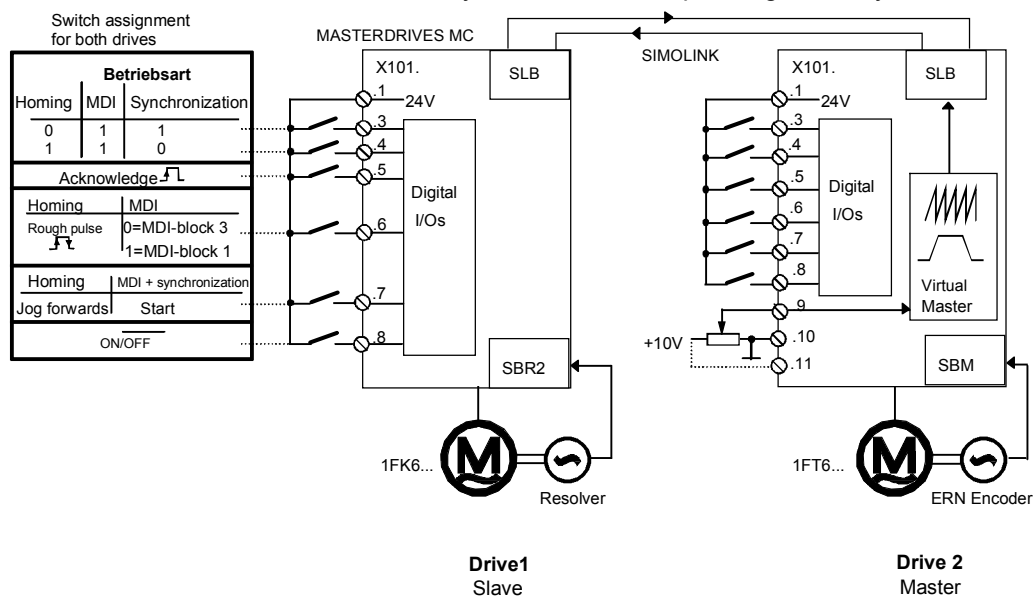 Switch assignment
for both drives
Betriebsart
Homing MDI Synchronization
0 1 1
1 1 0
Acknowledge
Homing MDI
Rough pulse 0=MDI-block 3
1=MDI-block 1
Homing MDI + synchronization
Jog forwards Start
ON/OFF
MASTERDRIVES MC
X101.
SLB
.1
24V
.3
.4
.5
.6
.7
.8
Digital
I/Os
SBR2
1FK6...
M
Resolver
Drive1
Slave
SIMOLINK
X101.
SLB
.1
24V
.3
.4
.5
.6
.7
.8
.9
.10
.11
Digital
I/Os
Virtual
Master
+10V
SBM
1FT6...
M
ERN Encoder
Drive 2
Master